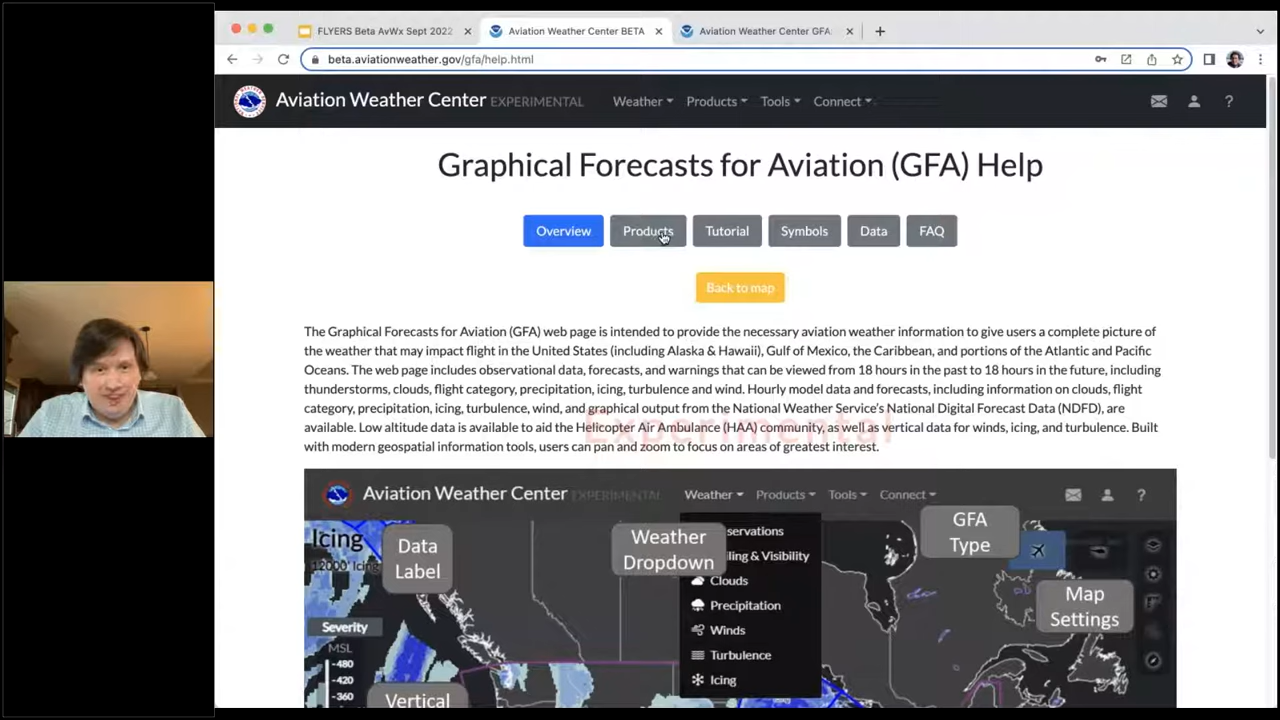 FLYERS Beta AvWx Sept 2022
Aviation Weather Center BETA
Aviation Weather Center GFA:
beta.aviationweather.gov/gfa/help.html
Aviation Weather Center EXPERIMENTAL
Weather Products Tools Connect
?
Graphical Forecasts for Aviation (GFA) Help
Overview Products Tutorial Symbols Data FAQ
Back to map
The Graphical Forecasts for Aviation (GFA) web page is intended to provide the necessary aviation weather information to give users a complete picture of
the weather that may impact flight in the United States (including Alaska & Hawaii), Gulf of Mexico, the Caribbean, and portions of the Atlantic and Pacific
Oceans. The web page includes observational data, forecasts, and warnings that can be viewed from 18 hours in the past to 18 hours in the future, including
thunderstorms, clouds, flight category, precipitation, icing, turbulence and wind. Hourly model data and forecasts, including information on clouds, flight
category, precipitation, icing, turbulence, wind, and graphical output from the National Weather Service's National Digital Forecast Data (NDFD), are
available. Low altitude data is available to aid the Helicopter Air Ambulance (HAA) community, as well as vertical data for winds, icing, and turbulence. Built
with modern geospatial information tools, users can pan and zoom to focus on areas of greatest interest.
Experimental
Aviation Weather Center EXPERIMENTAL
Weather Products Tools Connect
?
Icing
12000 Icing
Data
Label
Weather
Dropdown
servations
ling & Visibility
Clouds
Precipitation
Winds
Turbulence
Icing
GFA
Type
Map
Settings
Severity
MSL
-480
-420
-360
Vertical